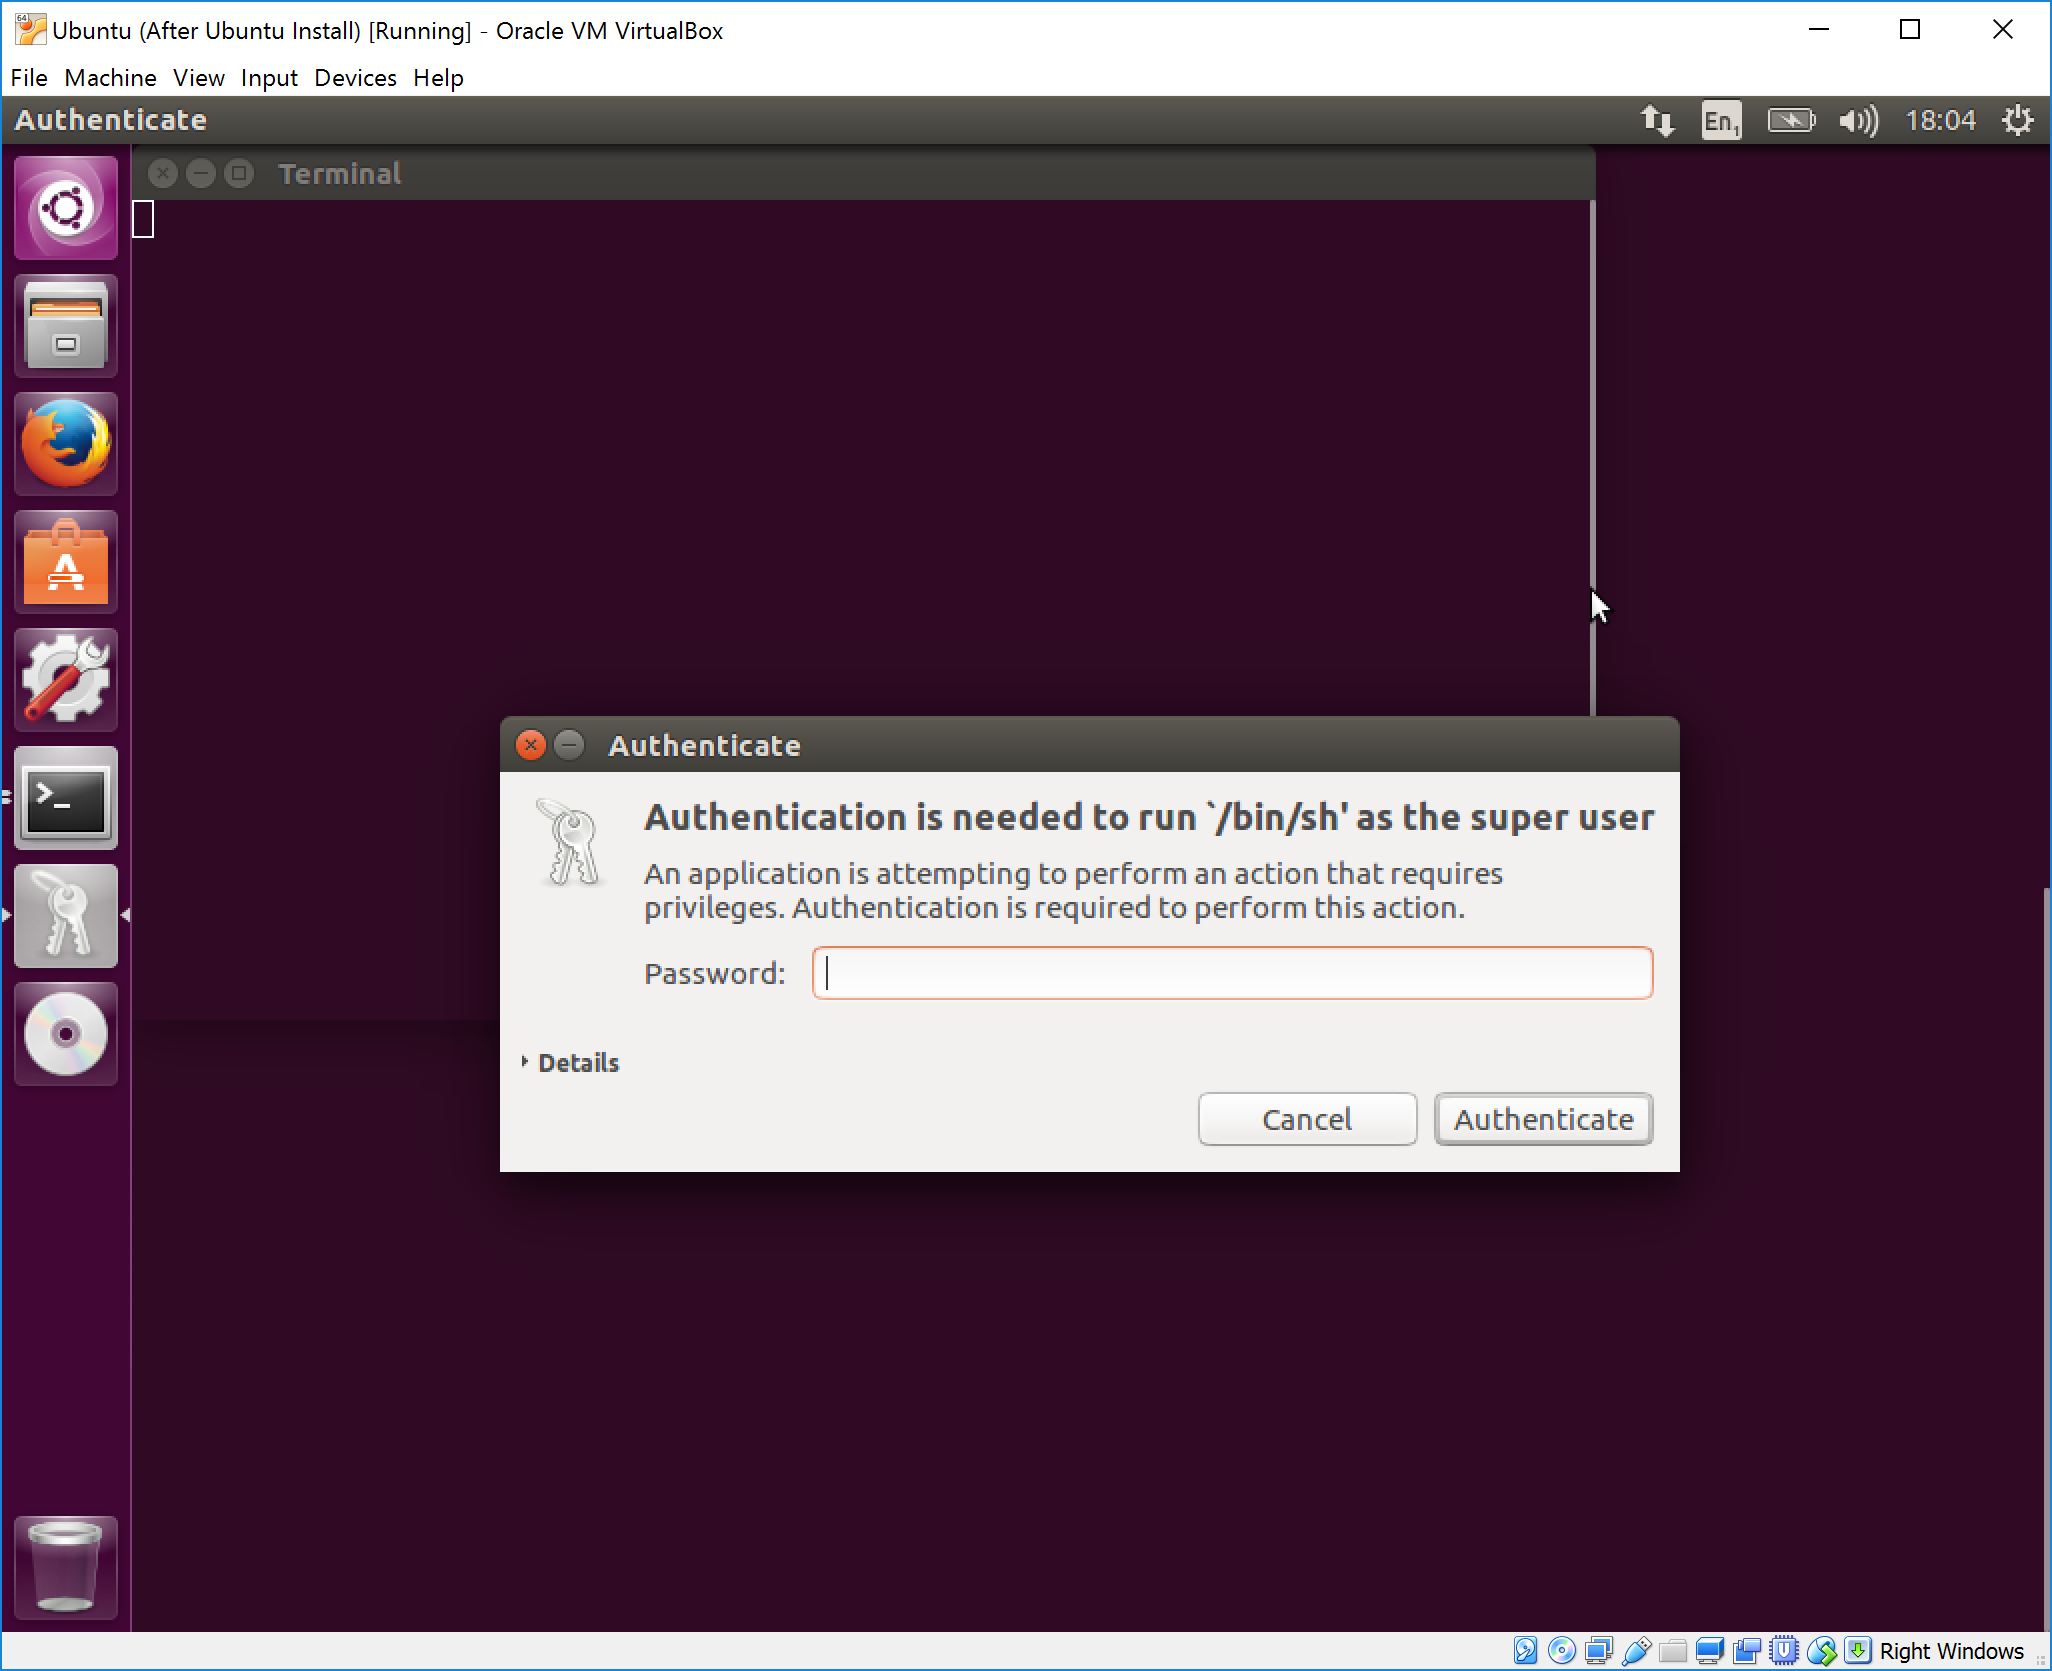 Ubuntu (After Ubuntu Install) [Running] - Oracle VM VirtualBox
File Machine View Input Devices Help
Authenticate
En1
18:04
Terminal
Authenticate
Authentication is needed to run `/bin/sh' as the super user
An application is attempting to perform an action that requires
privileges. Authentication is required to perform this action.
Password:
Details
Cancel
Authenticate
Right Windows